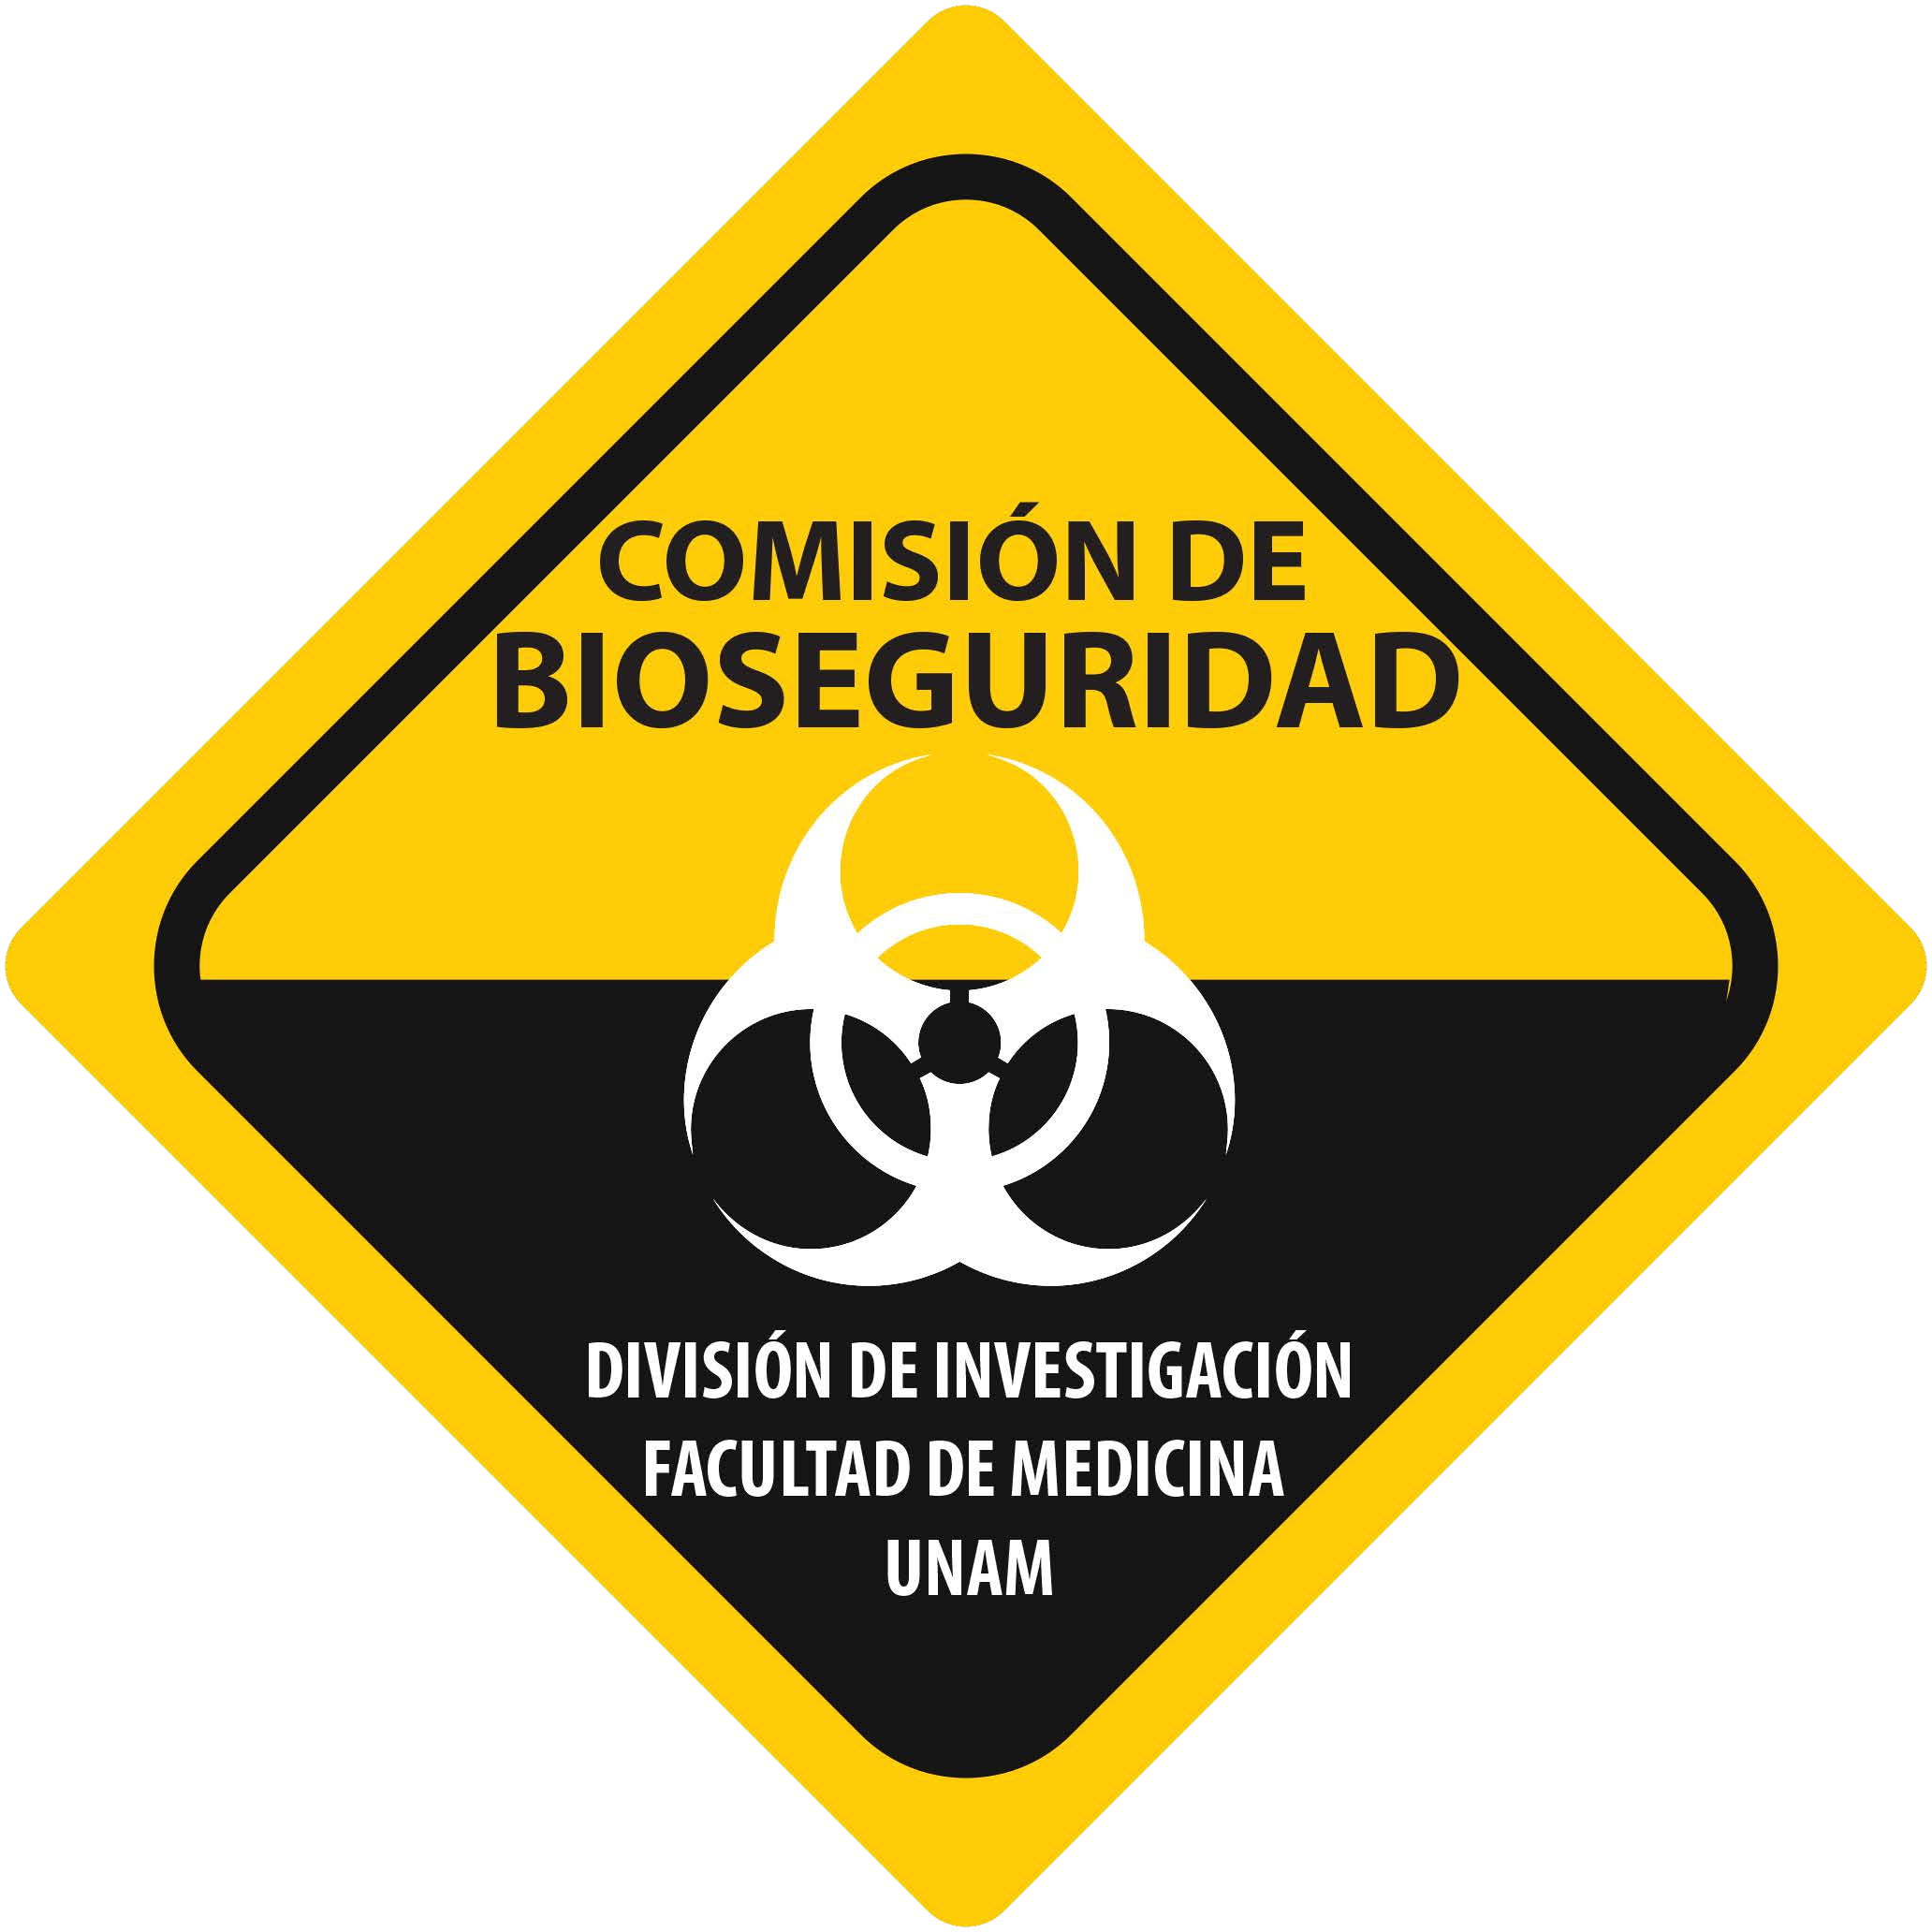 COMISIÓN DE
BIOSEGURIDAD
DIVISIÓN DE INVESTIGACIÓN
FACULTAD DE MEDICINA
UNAM